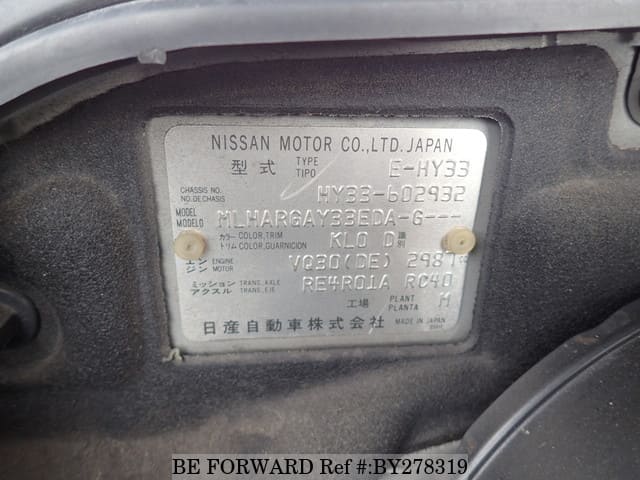 NISSAN MOTOR CO.,LTD. JAPAN
型式 TYPE TIPO E-HY33
CHASSIS NO. NO.DE CHASIS HY33-602932
MODEL MODELO MLHARGAY33EDA-G---
カラー COLOR,TRIM トリム COLOR,GUARNICION KL0 D 識別
エンジン ENGINE MOTOR VQ30(DE) 2987cc
ミッション TRANS. AXLE アクスル TRANS. EJE RE4R01A RC40
工場 PLANT PLANTA M
日産自動車株式会社 MADE IN JAPAN
BE FORWARD Ref #:BY278319